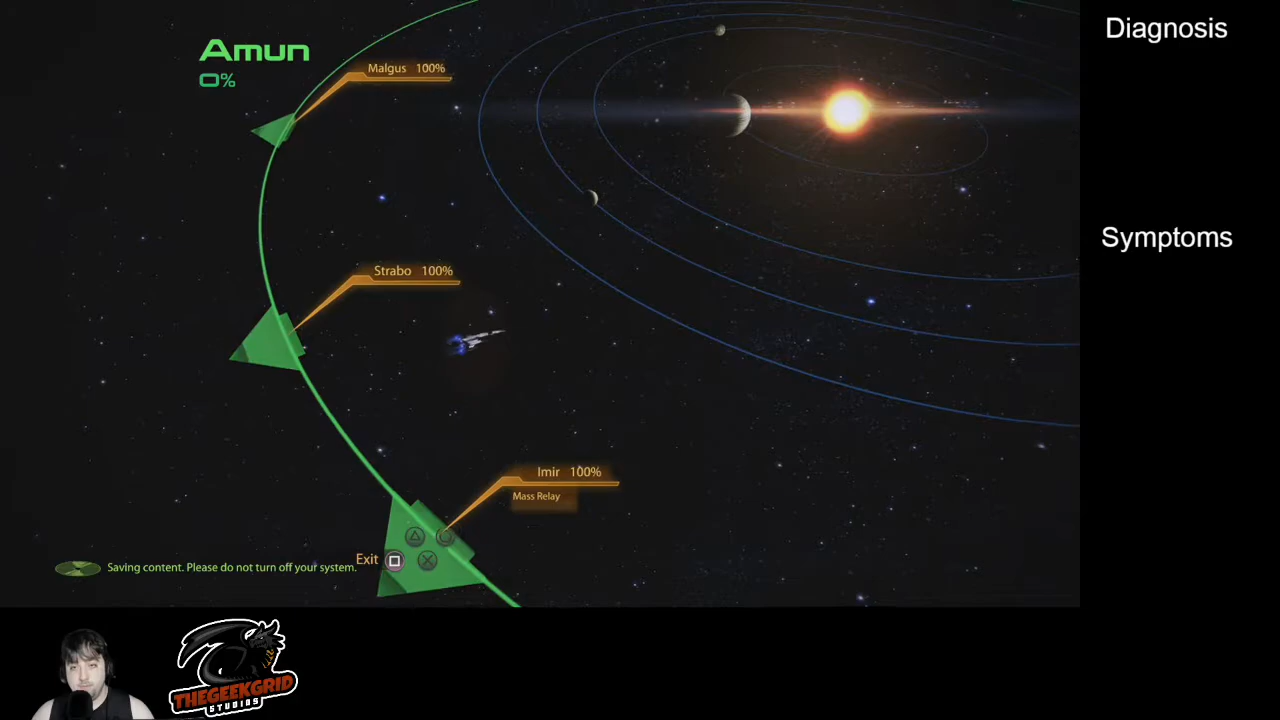 Amun
0%
Malgus 100%
Strabo 100%
Imir 100%
Mass Relay
Exit
Saving content. Please do not turn off your system.
Diagnosis
Symptoms
THEGEEKGRID
STUDIOS